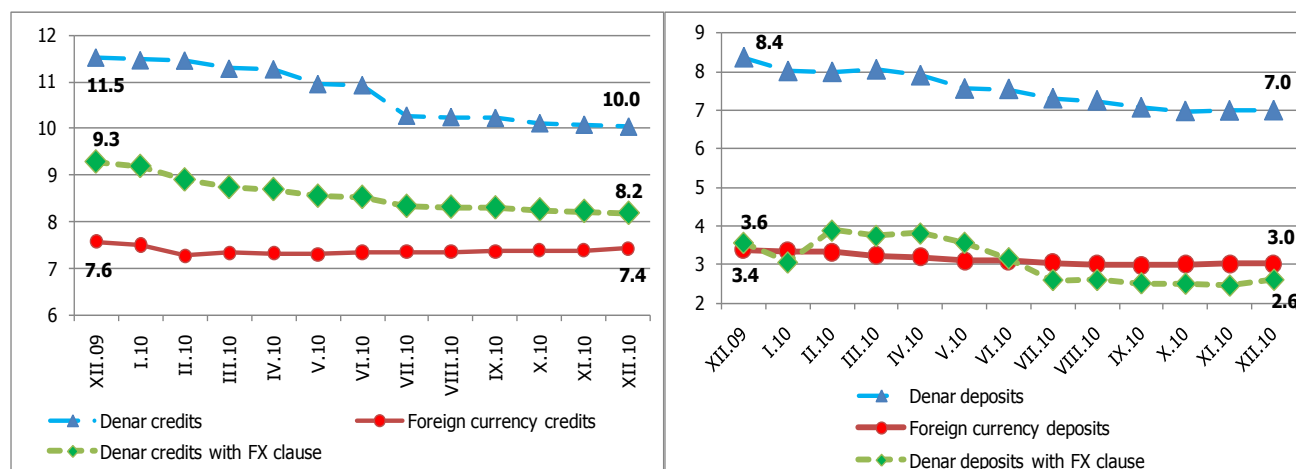 12
11
10
9
8
7
6
11.5
9.3
7.6
10.0
8.2
7.4
XII.09
I.10
II.10
III.10
IV.10
V.10
VI.10
VII.10
VIII.10
IX.10
X.10
XI.10
XII.10
Denar credits
Foreign currency credits
Denar credits with FX clause
9
8
7
6
5
4
3
2
8.4
7.0
3.6
3.4
3.0
2.6
XII.09
I.10
II.10
III.10
IV.10
V.10
VI.10
VII.10
VIII.10
IX.10
X.10
XI.10
XII.10
Denar deposits
Foreign currency deposits
Denar deposits with FX clause